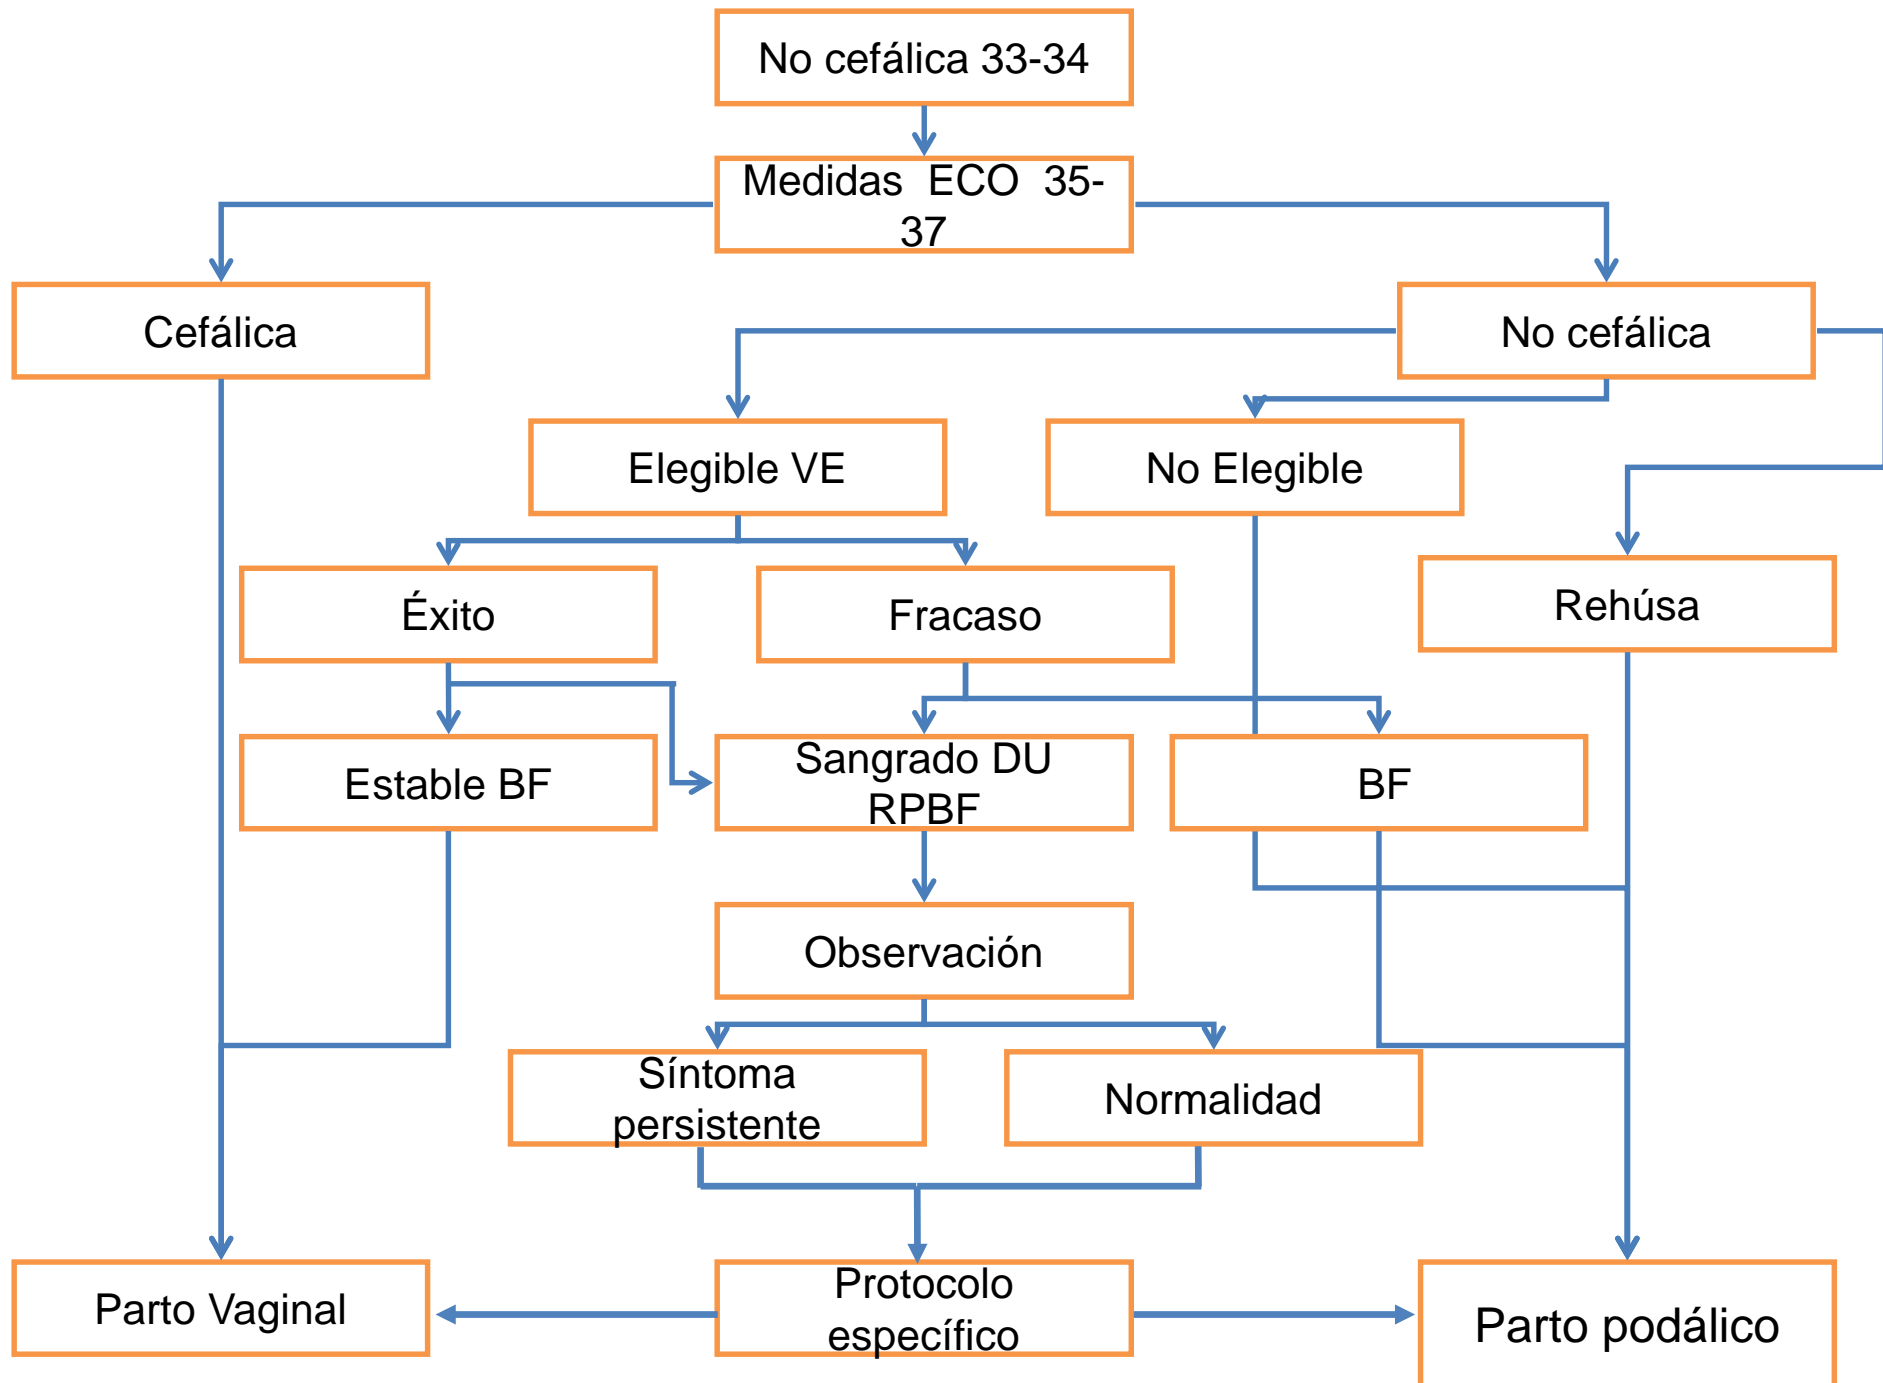 No cefálica 33-34
Medidas ECO 35-
37
Cefálica
No cefálica
Elegible VE
No Elegible
Éxito
Fracaso
Rehúsa
Estable BF
Sangrado DU
RPBF
BF
Observación
Síntoma
persistente
Normalidad
Parto Vaginal
Protocolo
específico
Parto podálico